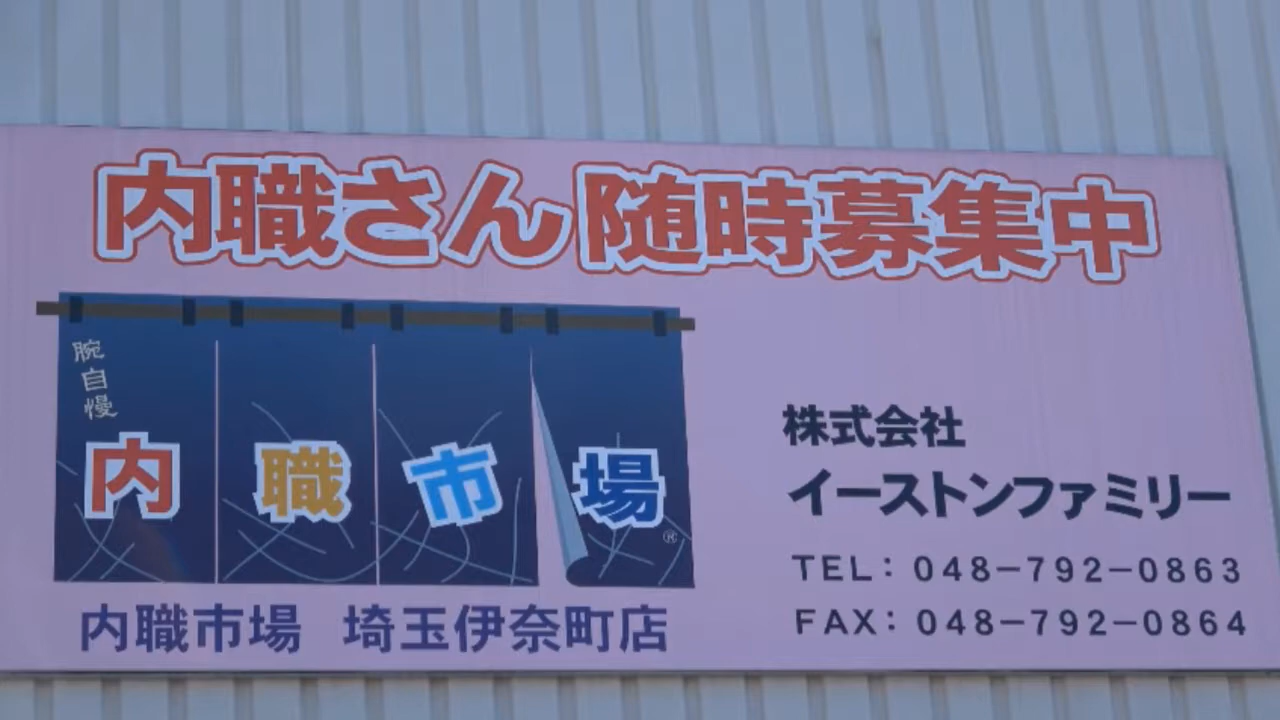 内職さん随時募集中
腕自慢
内職市場®
内職市場 埼玉伊奈町店
株式会社
イーストンファミリー
TEL：048－792－0863
FAX：048－792－0864